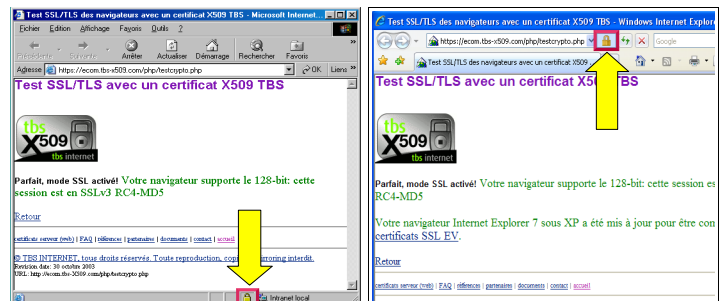 Test SSL/TLS des navigateurs avec un certificat X509 TBS - Microsoft Internet...
Fichier Edition Affichage Favoris Outils ?
Précédente Suivante Arrêter Actualiser Démarrage Rechercher Favoris
Adresse https://ecom.tbs-x509.com/php/testcrypto.php OK Liens »
Test SSL/TLS avec un certificat X509 TBS
tbs
X509
tbs internet
Parfait, mode SSL activé! Votre navigateur supporte le 128-bit: cette
session est en SSLv3 RC4-MD5
Retour
certificats serveur (web) | FAQ | références | partenaires | documents | contact | accueil
© TBS INTERNET, tous droits réservés. Toute reproduction, mirroring interdit.
Revision date: 30 octobre 2003
URL: http://ecom.tbs-X509.com/php/testcrypto.php
Intranet local
Test SSL/TLS des navigateurs avec un certificat X509 TBS - Windows Internet Explor
https://ecom.tbs-x509.com/php/testcrypto.php Google
Test SSL/TLS des navigateurs avec un certificat X509 ...
Test SSL/TLS avec un certificat X509 TBS
tbs
X509
tbs internet
Parfait, mode SSL activé! Votre navigateur supporte le 128-bit: cette session es
RC4-MD5
Votre navigateur Internet Explorer 7 sous XP a été mis à jour pour être con
certificats SSL EV.
Retour
certificats serveur (web) | FAQ | références | partenaires | documents | contact | accueil